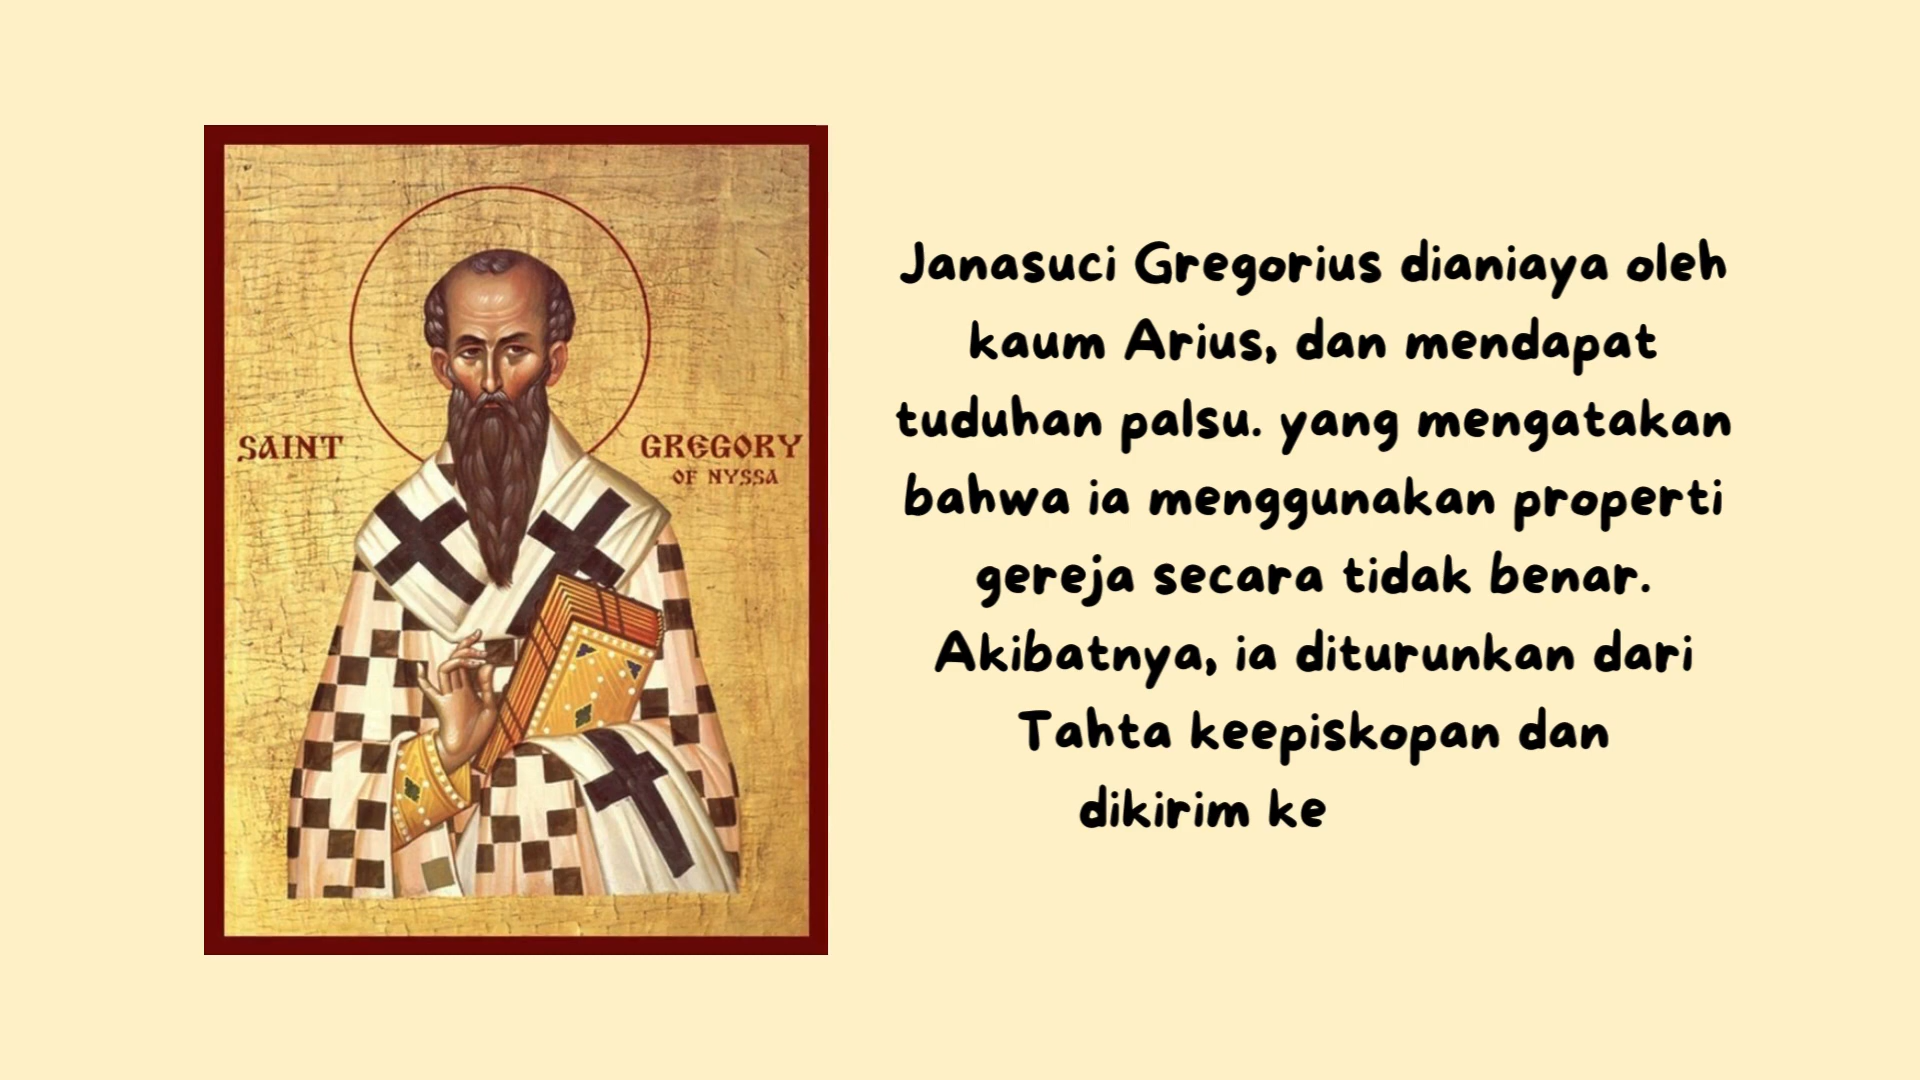 SAINT
GREGORY
OF NYSSA
Janasuci Gregorius dianiaya oleh
kaum Arius, dan mendapat
tuduhan palsu. yang mengatakan
bahwa ia menggunakan properti
gereja secara tidak benar.
Akibatnya, ia diturunkan dari
Tahta keepiskopan dan
dikirim ke